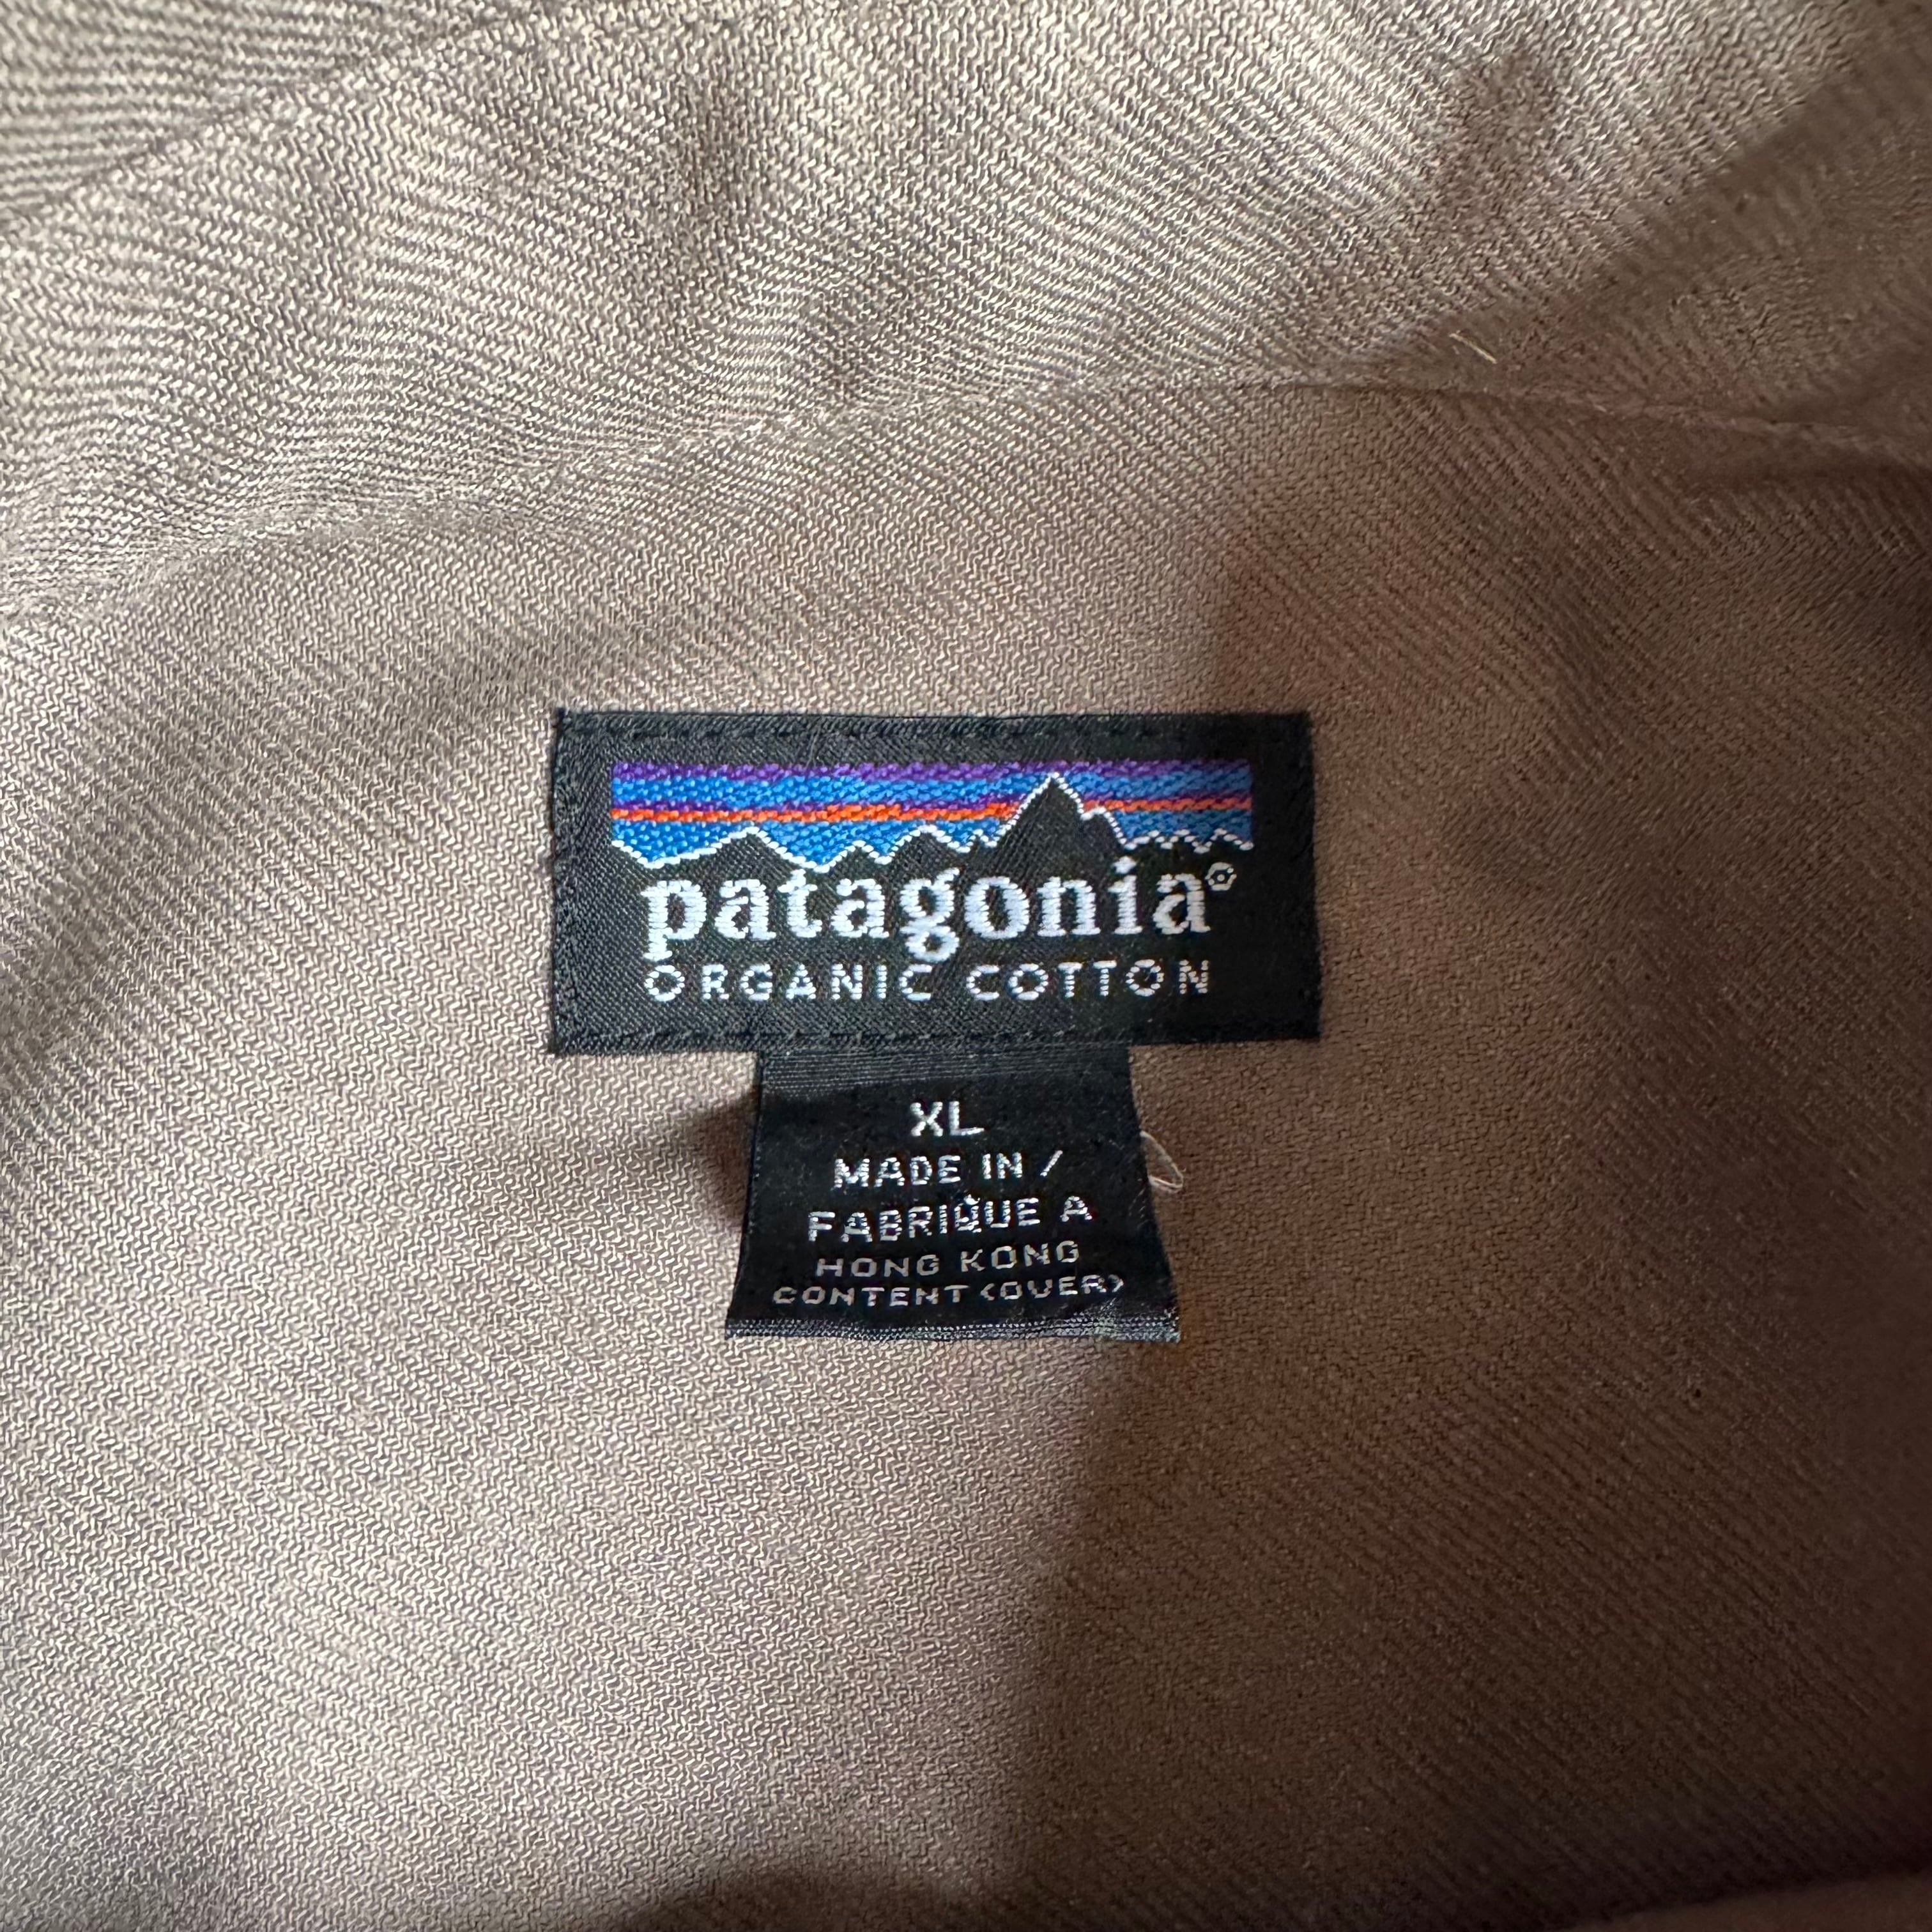 patagonia®
ORGANIC COTTON
XL
MADE IN /
FABRIQUE A
HONG KONG
CONTENT <OVER>